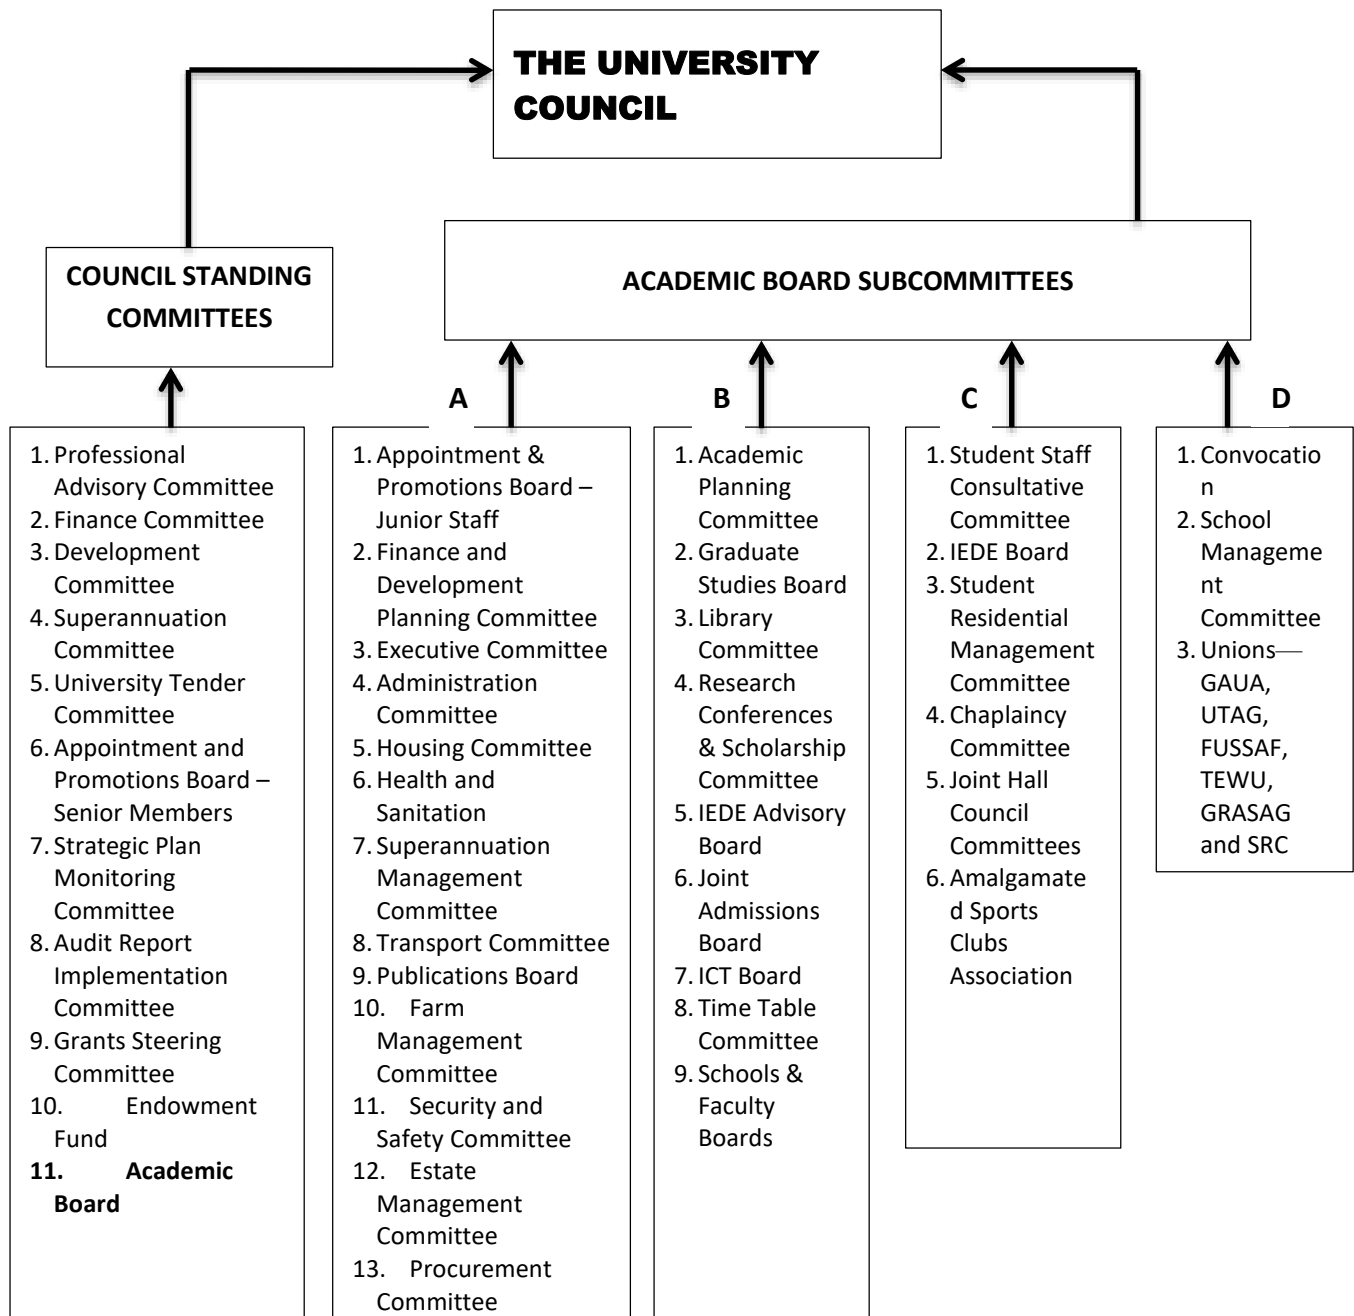 THE UNIVERSITY
COUNCIL
COUNCIL STANDING
COMMITTEES
ACADEMIC BOARD SUBCOMMITTEES
A
B
C
D
1. Professional
Advisory Committee
2. Finance Committee
3. Development
Committee
4. Superannuation
Committee
5. University Tender
Committee
6. Appointment and
Promotions Board –
Senior Members
7. Strategic Plan
Monitoring
Committee
8. Audit Report
Implementation
Committee
9. Grants Steering
Committee
10. Endowment
Fund
11. Academic
Board
1. Appointment &
Promotions Board –
Junior Staff
2. Finance and
Development
Planning Committee
3. Executive Committee
4. Administration
Committee
5. Housing Committee
6. Health and
Sanitation
7. Superannuation
Management
Committee
8. Transport Committee
9. Publications Board
10. Farm
Management
Committee
11. Security and
Safety Committee
12. Estate
Management
Committee
13. Procurement
Committee
1. Academic
Planning
Committee
2. Graduate
Studies Board
3. Library
Committee
4. Research
Conferences
& Scholarship
Committee
5. IEDE Advisory
Board
6. Joint
Admissions
Board
7. ICT Board
8. Time Table
Committee
9. Schools &
Faculty
Boards
1. Student Staff
Consultative
Committee
2. IEDE Board
3. Student
Residential
Management
Committee
4. Chaplaincy
Committee
5. Joint Hall
Council
Committees
6. Amalgamate
d Sports
Clubs
Association
1. Convocatio
n
2. School
Manageme
nt
Committee
3. Unions—
GAUA,
UTAG,
FUSSAF,
TEWU,
GRASAG
and SRC